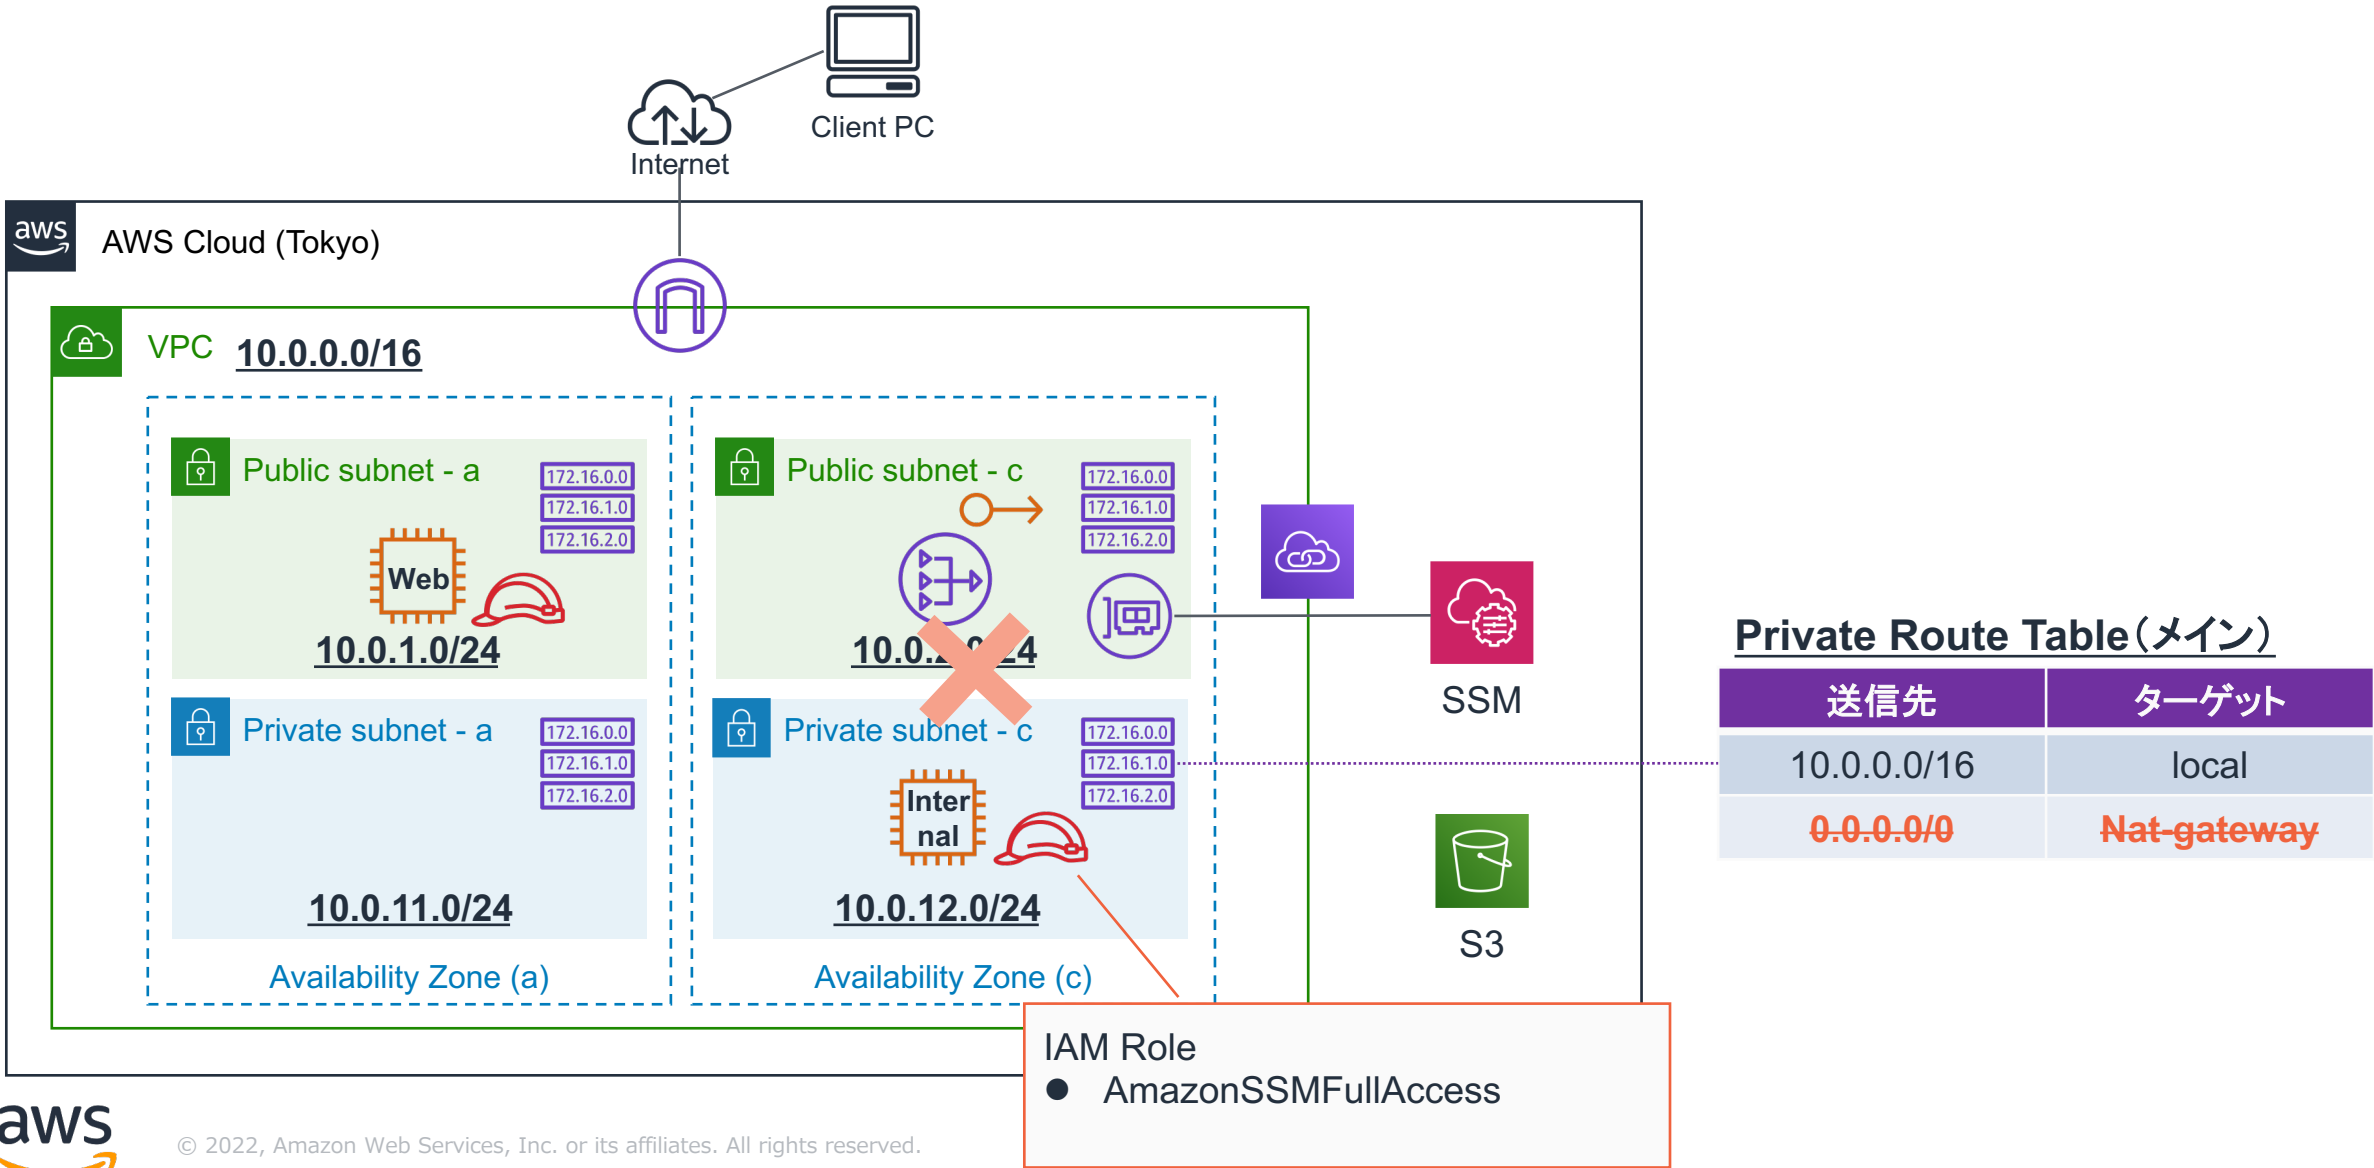 Client PC
Internet
aws
AWS Cloud (Tokyo)
VPC 10.0.0.0/16
Public subnet - a
172.16.0.0
172.16.1.0
172.16.2.0
Web
10.0.1.0/24
Public subnet - c
172.16.0.0
172.16.1.0
172.16.2.0
10.0.2.0/24
Private subnet - a
172.16.0.0
172.16.1.0
172.16.2.0
10.0.11.0/24
Availability Zone (a)
Private subnet - c
172.16.0.0
172.16.1.0
172.16.2.0
Inter
nal
10.0.12.0/24
Availability Zone (c)
SSM
S3
Private Route Table（メイン）
送信先 ターゲット
10.0.0.0/16 local
0.0.0.0/0 Nat-gateway
IAM Role
● AmazonSSMFullAccess
aws
© 2022, Amazon Web Services, Inc. or its affiliates. All rights reserved.